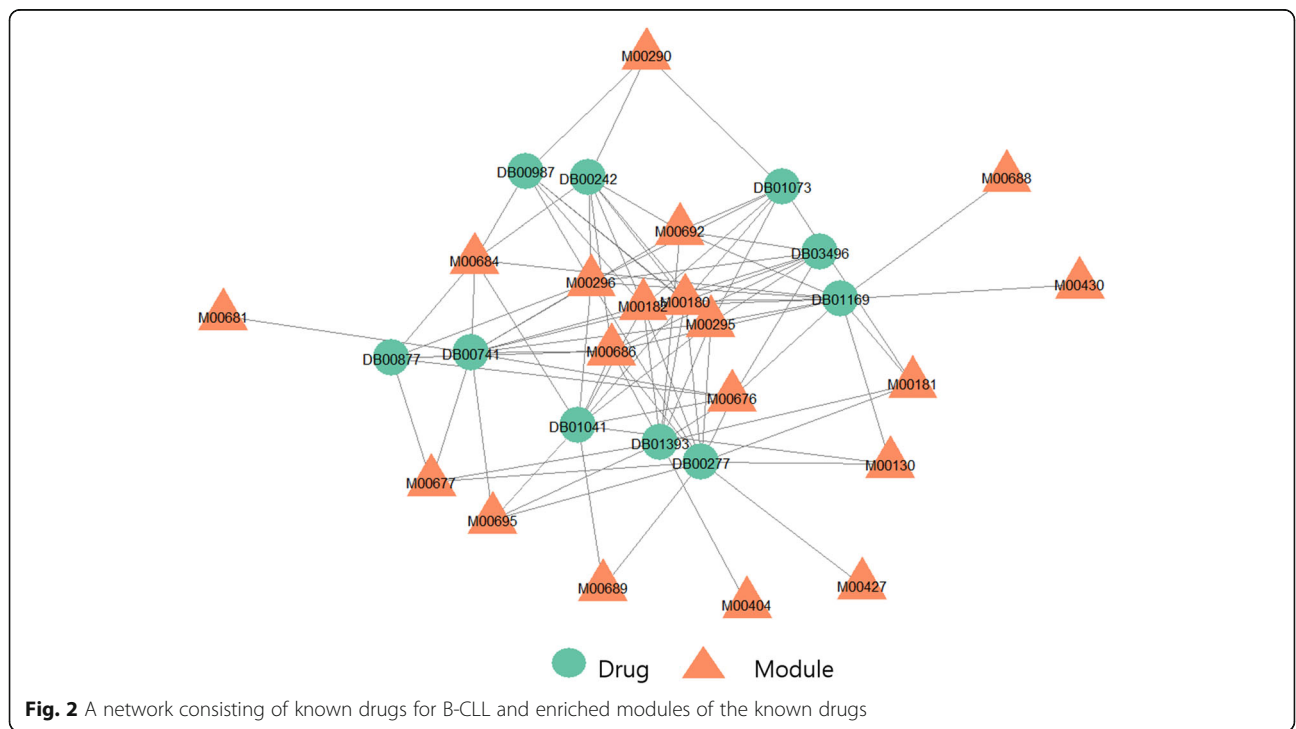 M00290
DB00987
DB00242
DB01073
M00688
M00692
DB03496
M00684
M00296
M00182
M00180
DB01169
M00430
M00681
M00295
DB00877
DB00741
M00686
M00676
M00181
DB01041
DB01393
DB00277
M00130
M00677
M00695
M00689
M00404
M00427
Drug
Module
Fig. 2 A network consisting of known drugs for B-CLL and enriched modules of the known drugs